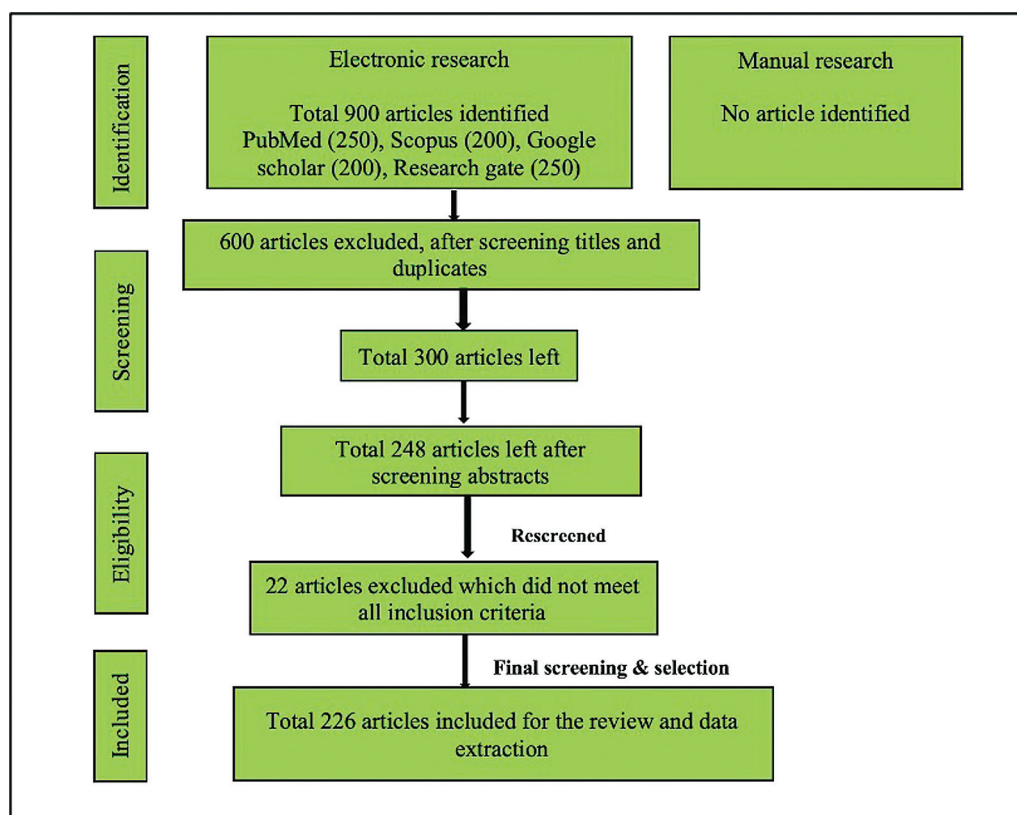 Identification
Electronic research
Total 900 articles identified
PubMed (250), Scopus (200), Google
scholar (200), Research gate (250)
Manual research
No article identified
Screening
600 articles excluded, after screening titles and
duplicates
Total 300 articles left
Eligibility
Total 248 articles left after
screening abstracts
Rescreened
22 articles excluded which did not meet
all inclusion criteria
Final screening & selection
Included
Total 226 articles included for the review and data
extraction